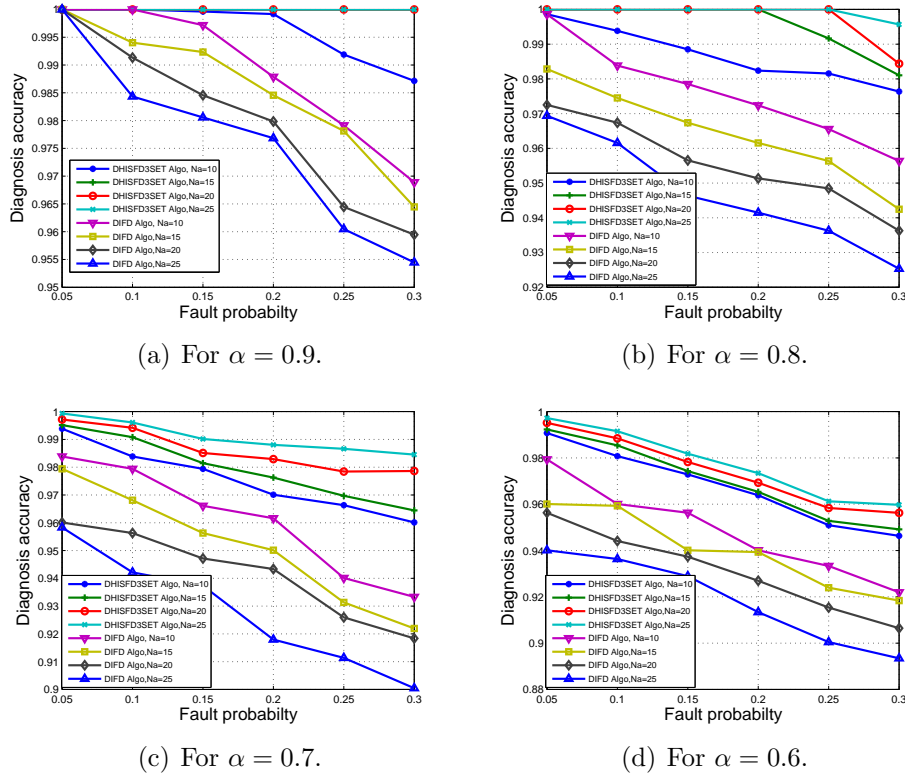 1
0.995
0.99
0.985
0.98
0.975
0.97
0.965
0.96
0.955
0.95
Diagnosis accuracy
DHISFD3SET Algo, Na=10
DHISFD3SET Algo,Na=15
DHISFD3SET Algo,Na=20
DHISFD3SET Algo,Na=25
DIFD Algo, Na=10
DIFD Algo,Na=15
DIFD Algo,Na=20
DIFD Algo,Na=25
0.05 0.1 0.15 0.2 0.25 0.3
Fault probabilty
(a) For α = 0.9.
1
0.99
0.98
0.97
0.96
0.95
0.94
0.93
0.92
Diagnosis accuracy
DHISFD3SET Algo, Na=10
DHISFD3SET Algo,Na=15
DHISFD3SET Algo,Na=20
DHISFD3SET Algo,Na=25
DIFD Algo, Na=10
DIFD Algo,Na=15
DIFD Algo,Na=20
DIFD Algo,Na=25
0.05 0.1 0.15 0.2 0.25 0.3
Fault probabilty
(b) For α = 0.8.
1
0.99
0.98
0.97
0.96
0.95
0.94
0.93
0.92
0.91
0.9
Diagnosis accuracy
DHISFD3SET Algo, Na=10
DHISFD3SET Algo,Na=15
DHISFD3SET Algo,Na=20
DHISFD3SET Algo,Na=25
DIFD Algo, Na=10
DIFD Algo,Na=15
DIFD Algo,Na=20
DIFD Algo,Na=25
0.05 0.1 0.15 0.2 0.25 0.3
Fault probabilty
(c) For α = 0.7.
1
0.98
0.96
0.94
0.92
0.9
0.88
Diagnosis accuracy
DHISFD3SET Algo, Na=10
DHISFD3SET Algo,Na=15
DHISFD3SET Algo,Na=20
DHISFD3SET Algo,Na=25
DIFD Algo, Na=10
DIFD Algo,Na=15
DIFD Algo,Na=20
DIFD Algo,Na=25
0.05 0.1 0.15 0.2 0.25 0.3
Fault probabilty
(d) For α = 0.6.